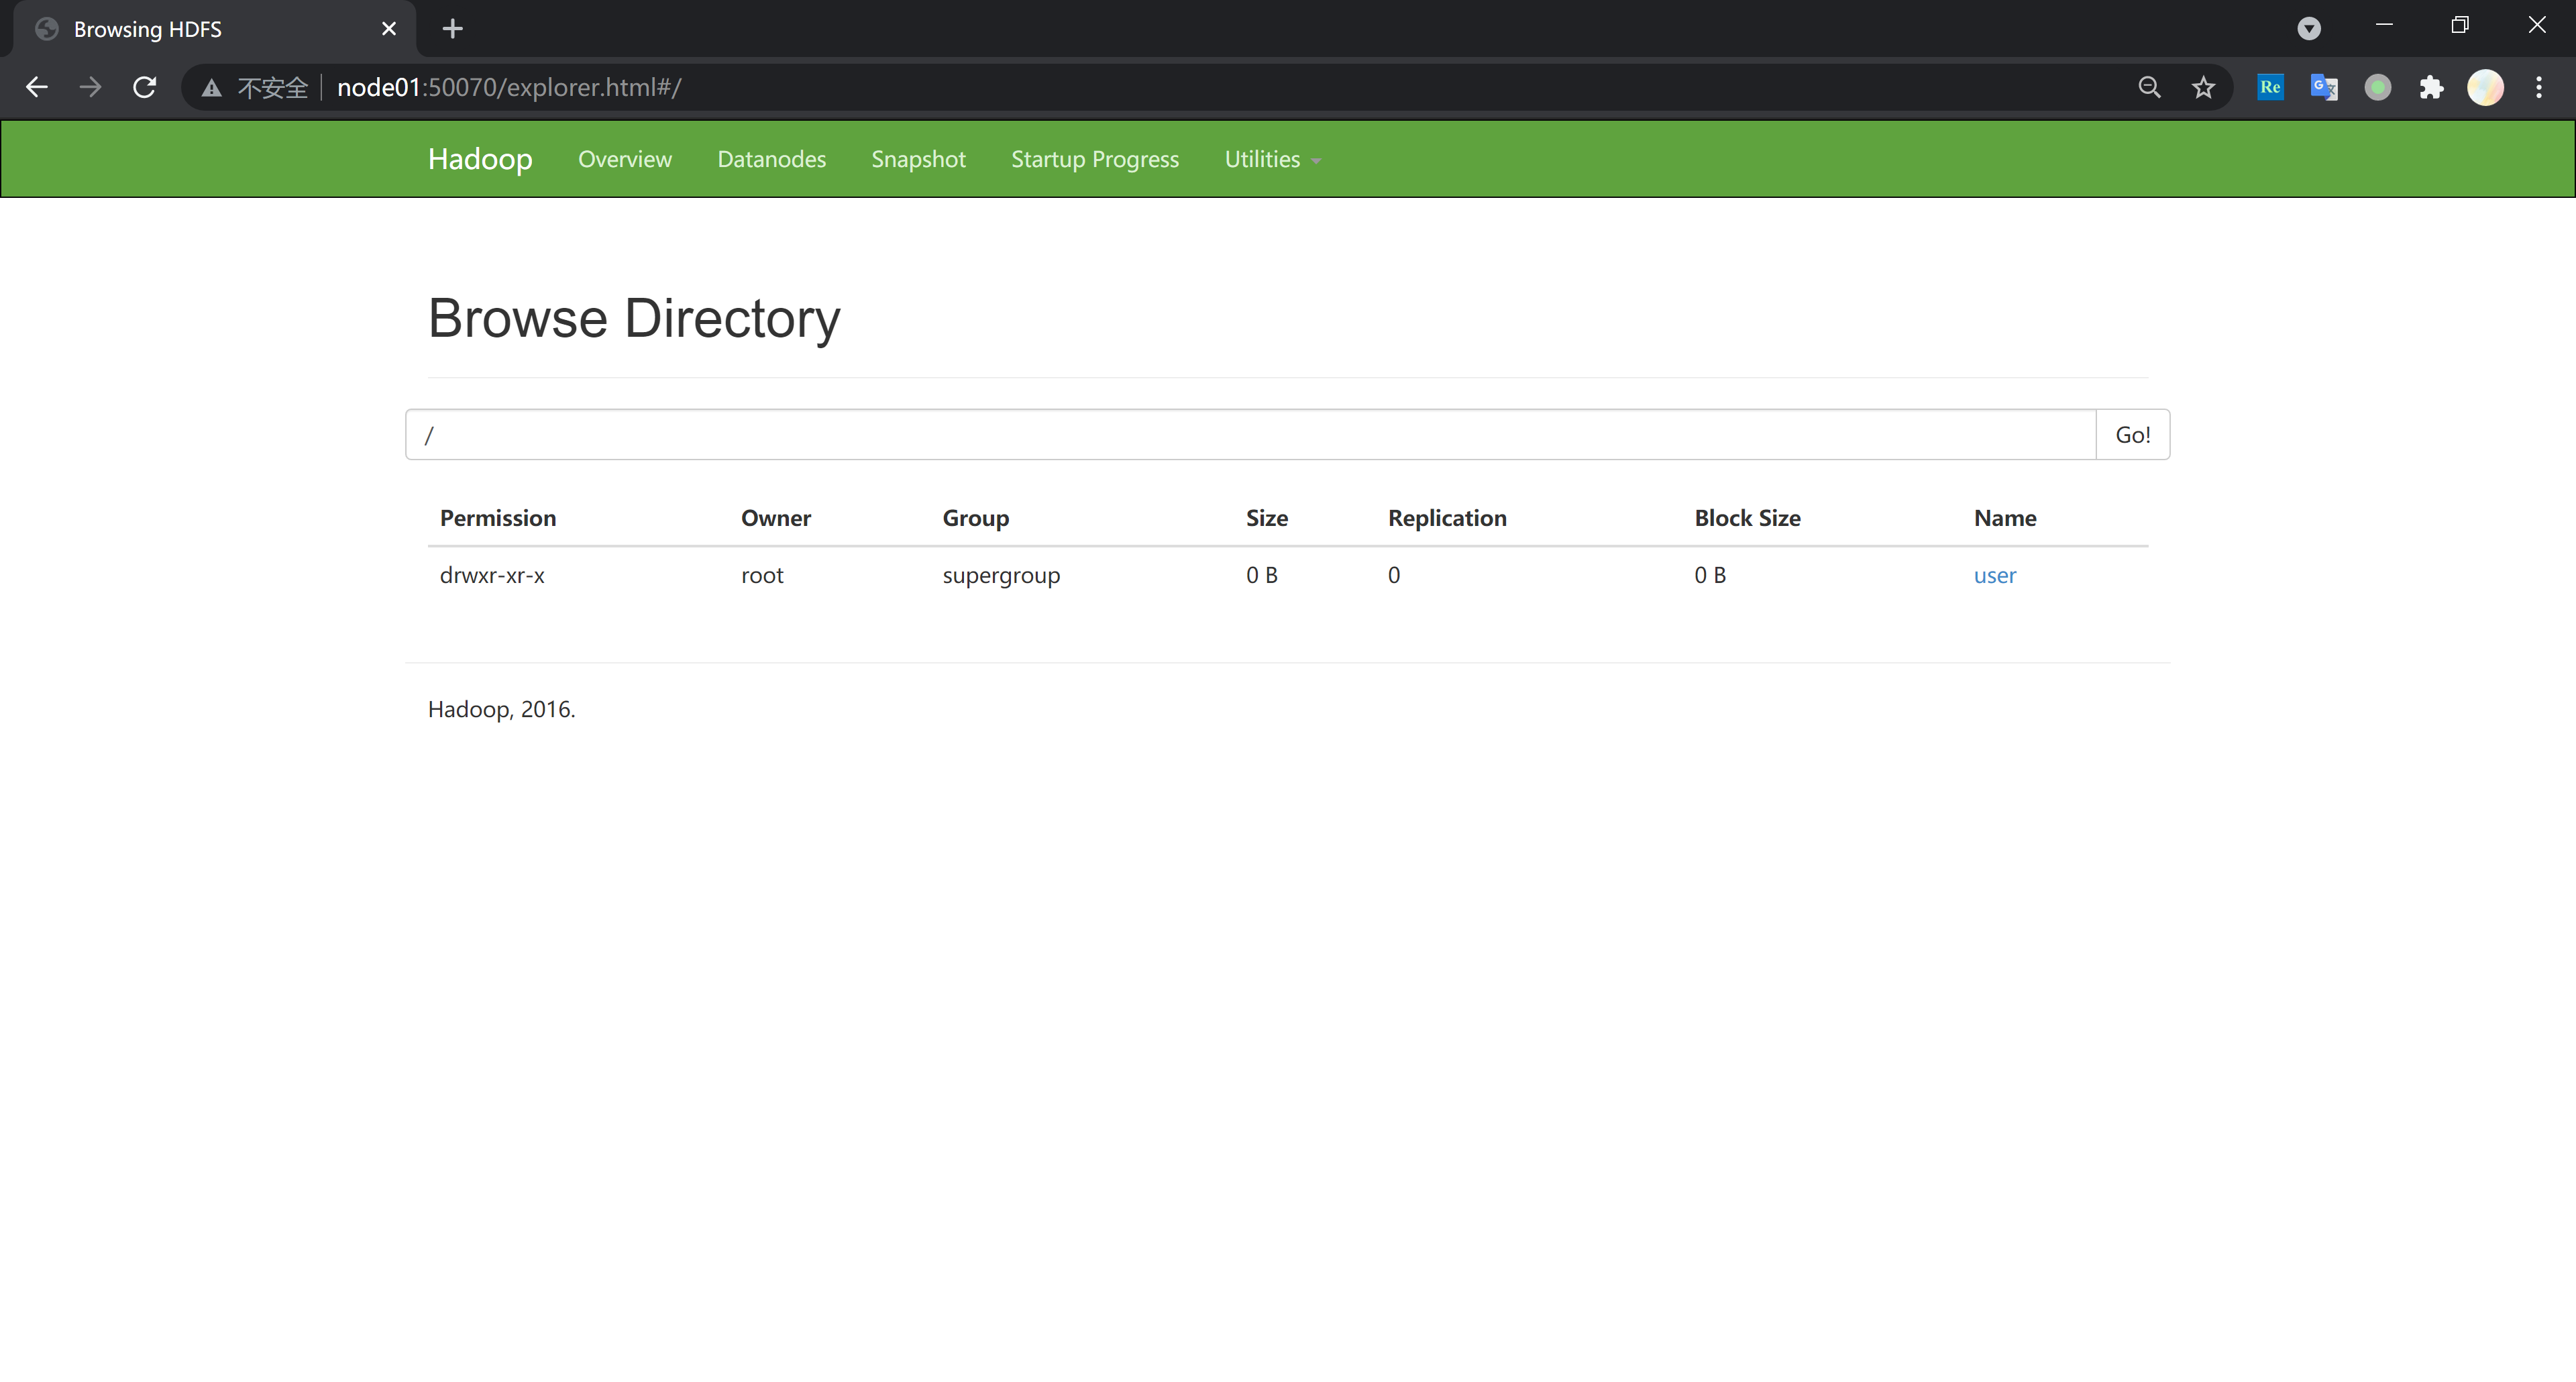 Browsing HDFS
不安全 node01:50070/explorer.html#/
Re
G 文
Hadoop Overview Datanodes Snapshot Startup Progress Utilities
Browse Directory
/ Go!
Permission Owner Group Size Replication Block Size Name
drwxr-xr-x root supergroup 0 B 0 0 B user
Hadoop, 2016.